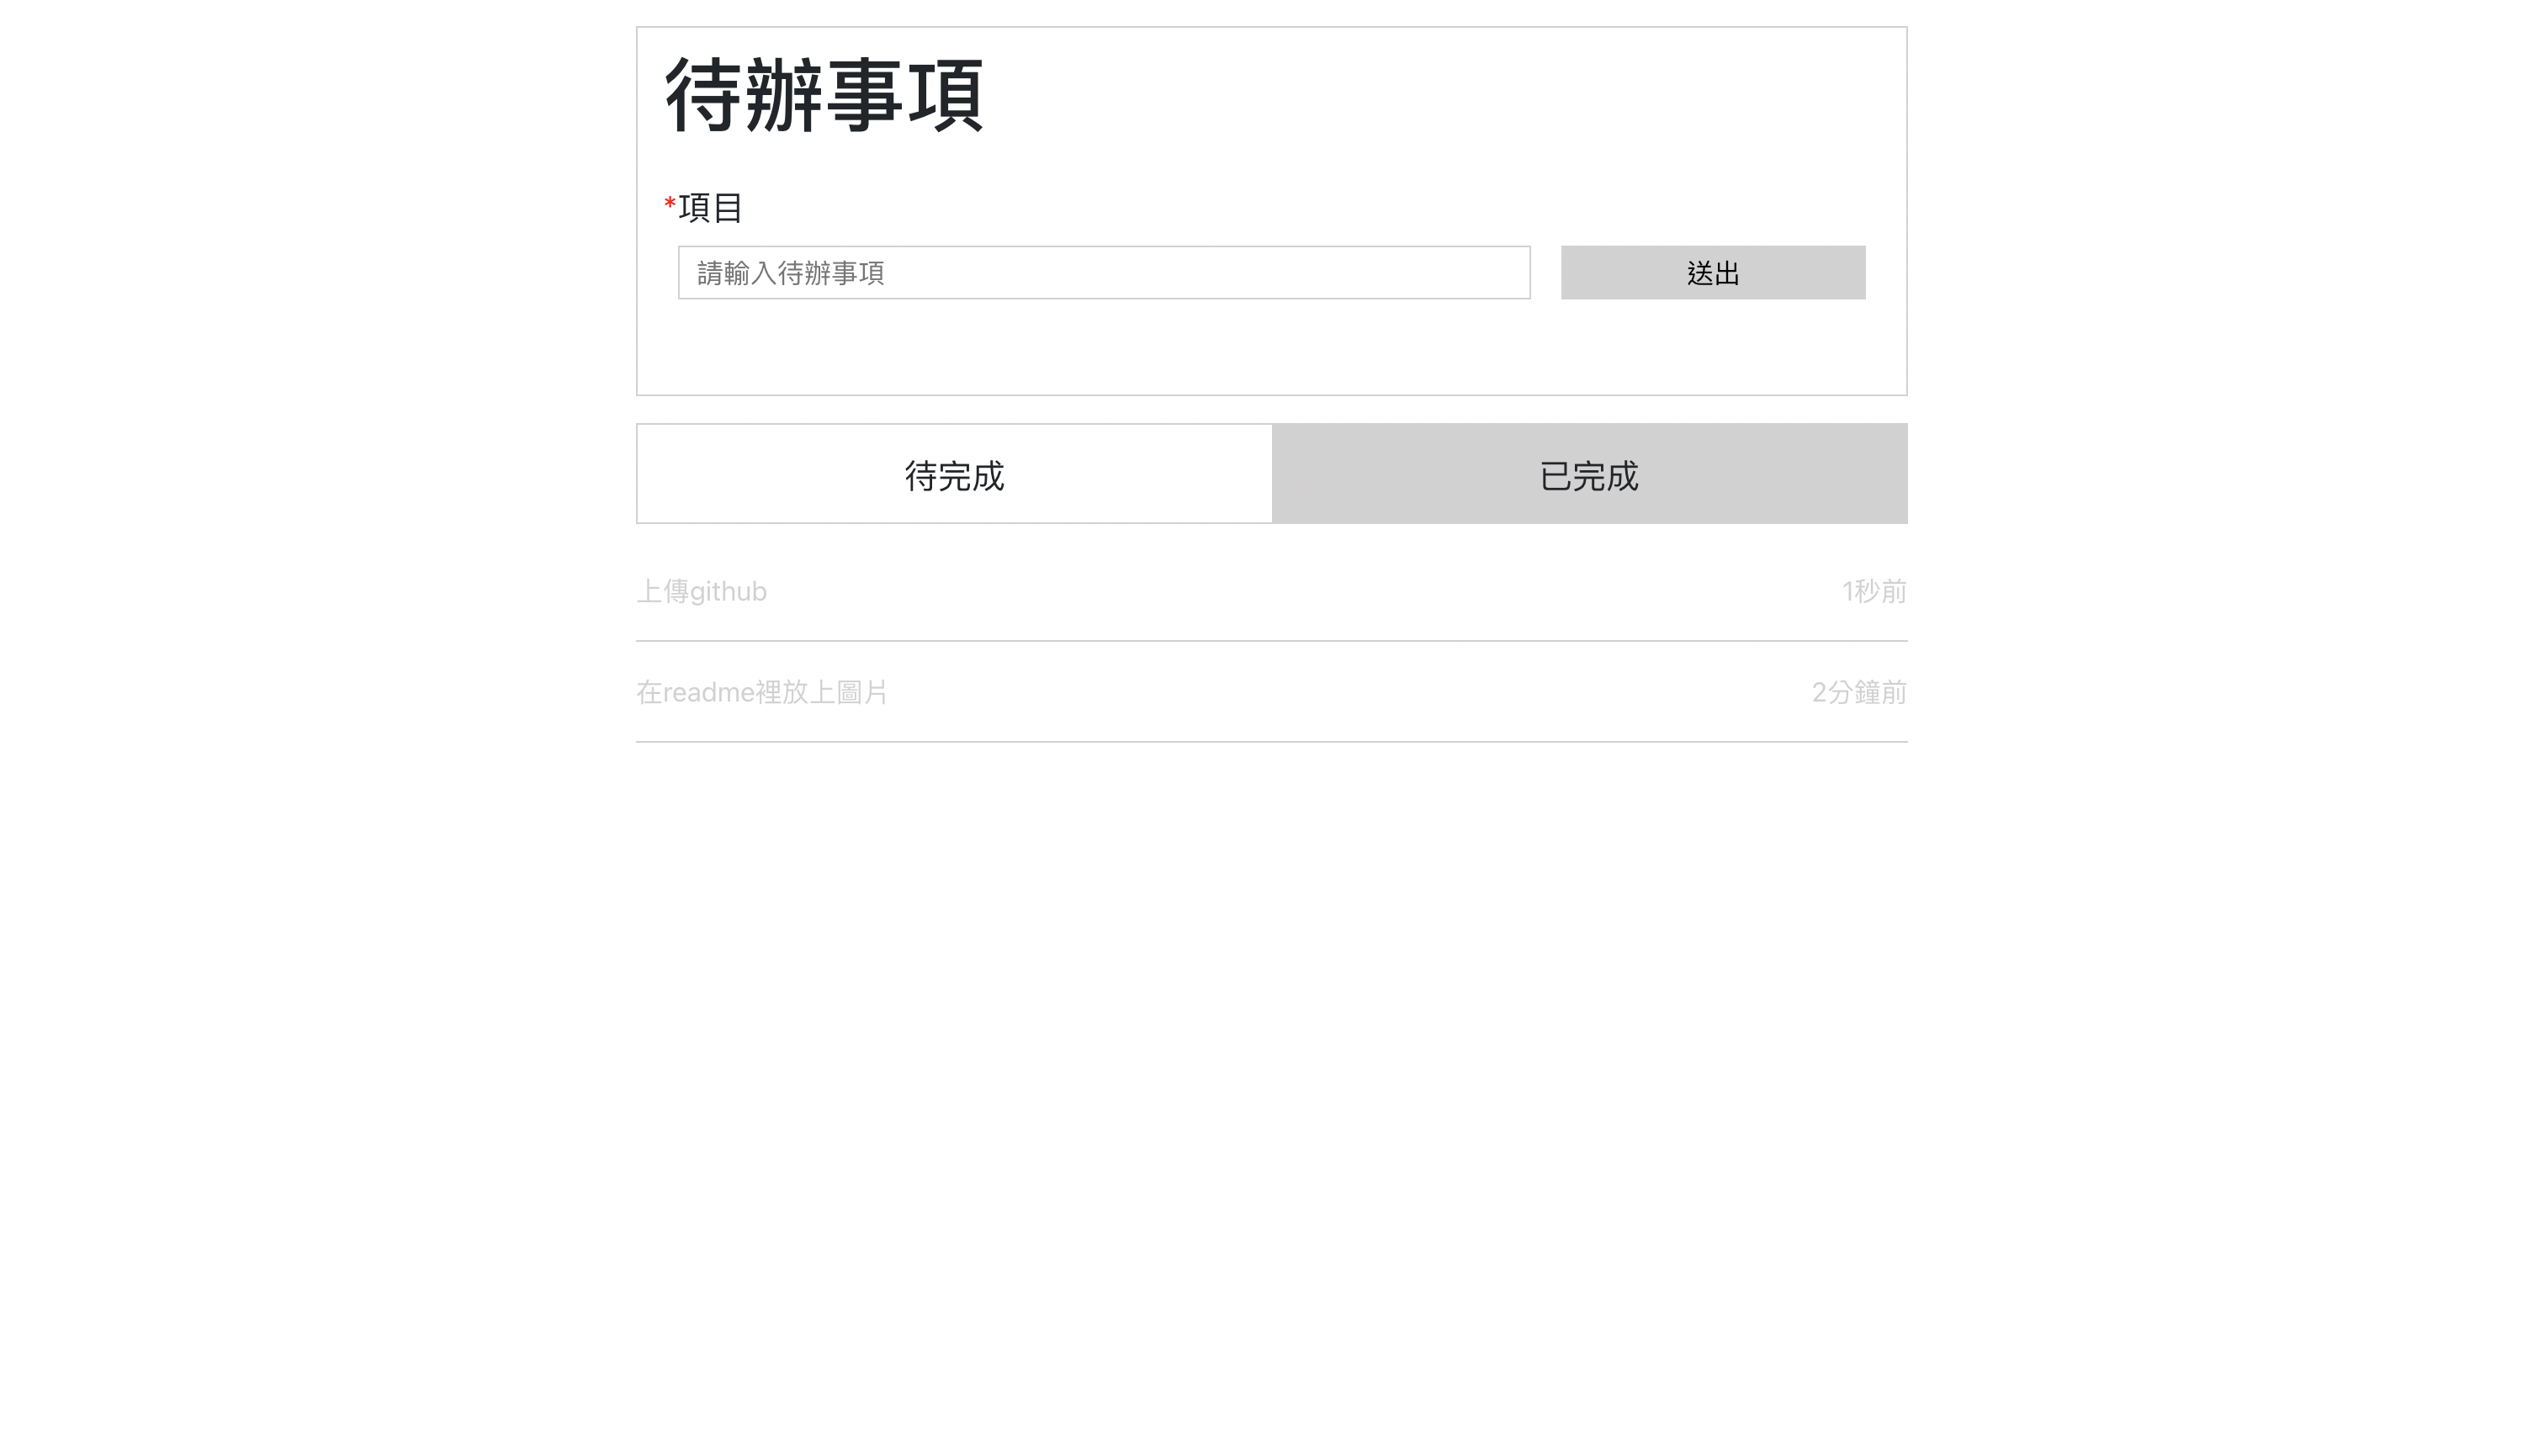 待辦事項
*項目
請輸入待辦事項 送出
待完成 已完成
上傳github 1秒前
在readme裡放上圖片 2分鐘前